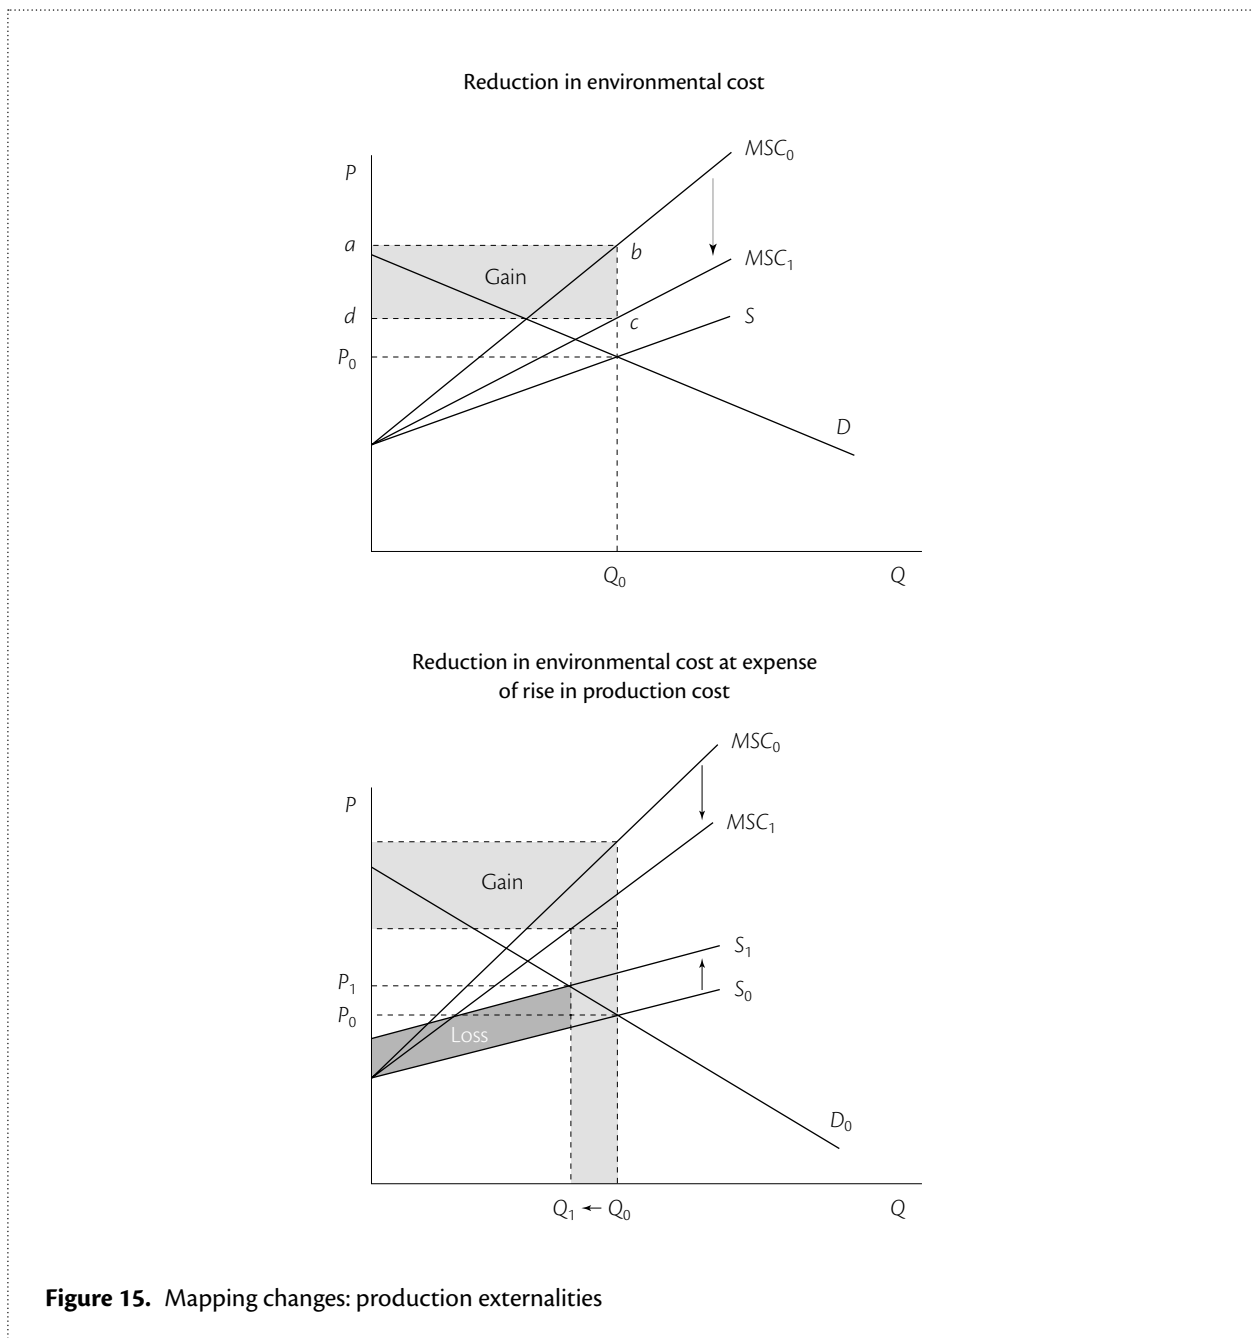 Reduction in environmental cost
MSC₀
P
a
b
Gain
MSC₁
d
c
S
P₀
D
Q₀
Q
Reduction in environmental cost at expense
of rise in production cost
MSC₀
P
MSC₁
Gain
S₁
P₁
S₀
P₀
Loss
D₀
Q₁ ← Q₀
Q
Figure 15. Mapping changes: production externalities